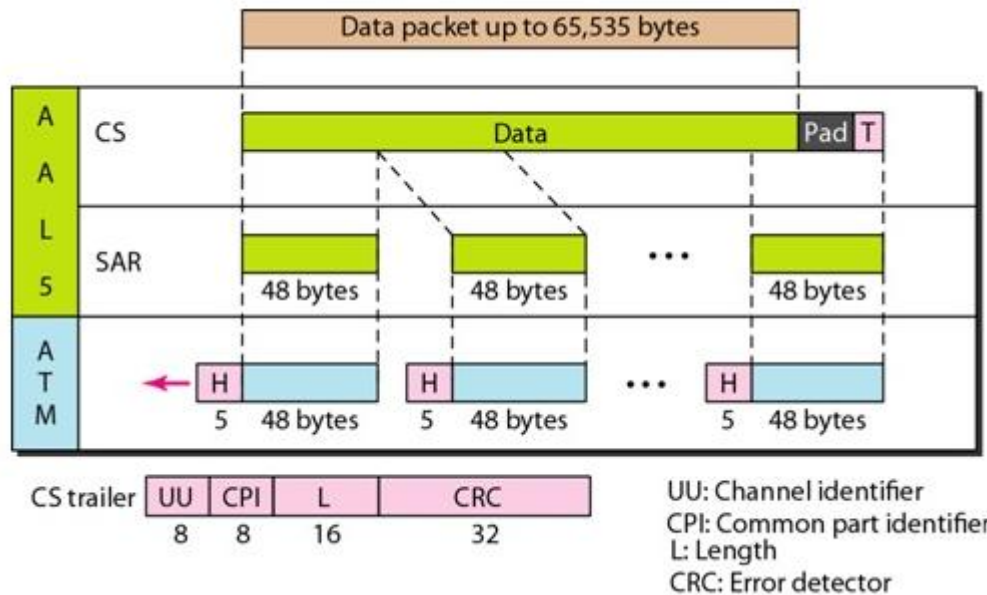 Data packet up to 65,535 bytes
A
A
L
5
CS
Data
Pad
T
SAR
...
48 bytes
48 bytes
48 bytes
A
T
M
H
H
...
H
5
48 bytes
5
48 bytes
5
48 bytes
CS trailer
UU
CPI
L
CRC
8
8
16
32
UU: Channel identifier
CPI: Common part identifier
L: Length
CRC: Error detector